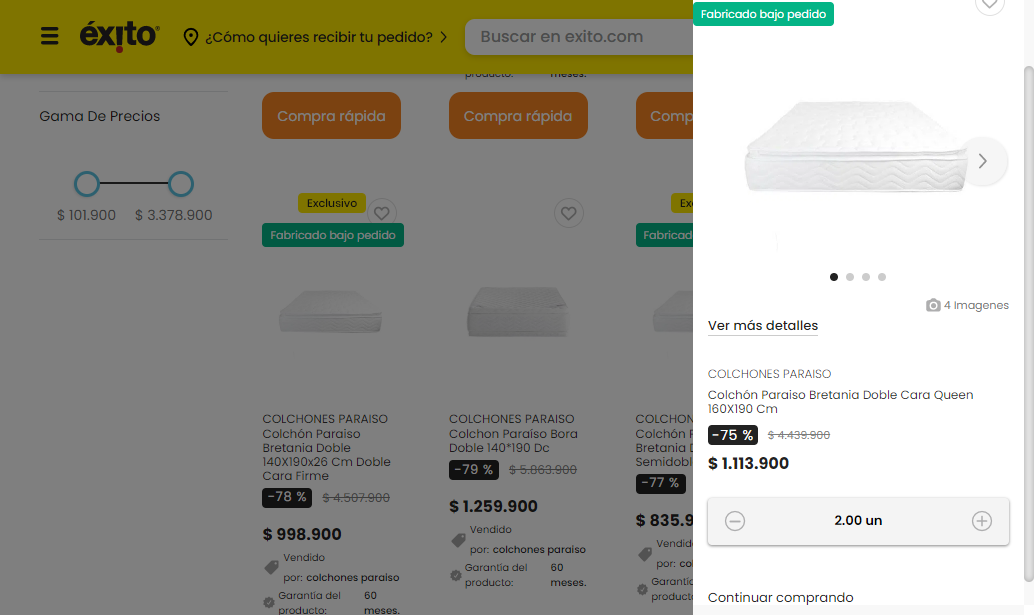 éxito
¿Cómo quieres recibir tu pedido?
Buscar en exito.com
producto: meses.
Gama De Precios
$ 101.900 $ 3.378.900
Compra rápida
Compra rápida
Comp
Exclusivo
Fabricado bajo pedido
COLCHONES PARAISO
Colchón Paraiso
Bretania Doble
140X190x26 Cm Doble
Cara Firme
-78 % $ 4.507.900
$ 998.900
Vendido
por: colchones paraiso
Garantía del 60
producto: meses.
COLCHONES PARAISO
Colchon Paraíso Bora
Doble 140*190 Dc
-79 % $ 5.863.900
$ 1.259.900
Vendido
por: colchones paraiso
Garantía del 60
producto: meses.
Ex
Fabricad
COLCHON
Colchón P
Bretania D
Semidobl
-77 %
$ 835.9
Vendid
por: co
Garantí
produc
Fabricado bajo pedido
4 Imagenes
Ver más detalles
COLCHONES PARAISO
Colchón Paraiso Bretania Doble Cara Queen
160X190 Cm
-75 % $ 4.439.900
$ 1.113.900
2.00 un
Continuar comprando